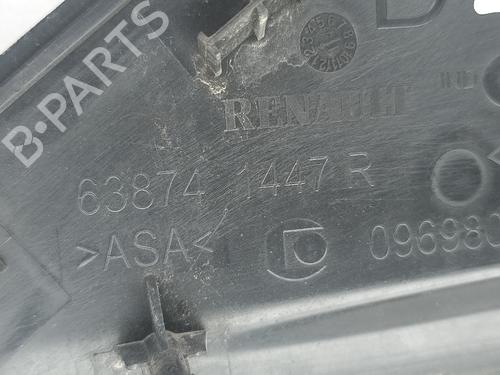 B-PARTS
D
RENAULT
63874 1447 R
>ASA<
09698